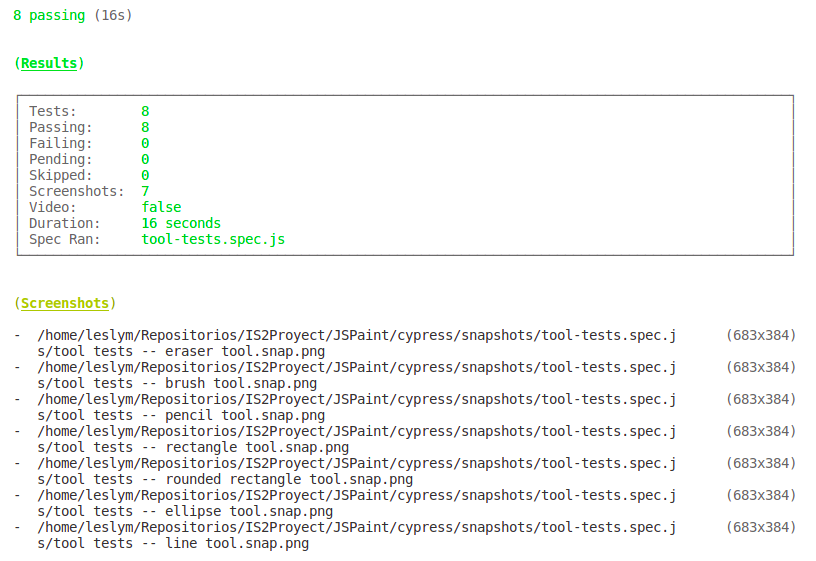 8 passing (16s)
(Results)
Tests: 8
Passing: 8
Failing: 0
Pending: 0
Skipped: 0
Screenshots: 7
Video: false
Duration: 16 seconds
Spec Ran: tool-tests.spec.js
(Screenshots)
- /home/leslym/Repositorios/IS2Proyect/JSPaint/cypress/snapshots/tool-tests.spec.j (683x384)
s/tool tests -- eraser tool.snap.png
- /home/leslym/Repositorios/IS2Proyect/JSPaint/cypress/snapshots/tool-tests.spec.j (683x384)
s/tool tests -- brush tool.snap.png
- /home/leslym/Repositorios/IS2Proyect/JSPaint/cypress/snapshots/tool-tests.spec.j (683x384)
s/tool tests -- pencil tool.snap.png
- /home/leslym/Repositorios/IS2Proyect/JSPaint/cypress/snapshots/tool-tests.spec.j (683x384)
s/tool tests -- rectangle tool.snap.png
- /home/leslym/Repositorios/IS2Proyect/JSPaint/cypress/snapshots/tool-tests.spec.j (683x384)
s/tool tests -- rounded rectangle tool.snap.png
- /home/leslym/Repositorios/IS2Proyect/JSPaint/cypress/snapshots/tool-tests.spec.j (683x384)
s/tool tests -- ellipse tool.snap.png
- /home/leslym/Repositorios/IS2Proyect/JSPaint/cypress/snapshots/tool-tests.spec.j (683x384)
s/tool tests -- line tool.snap.png